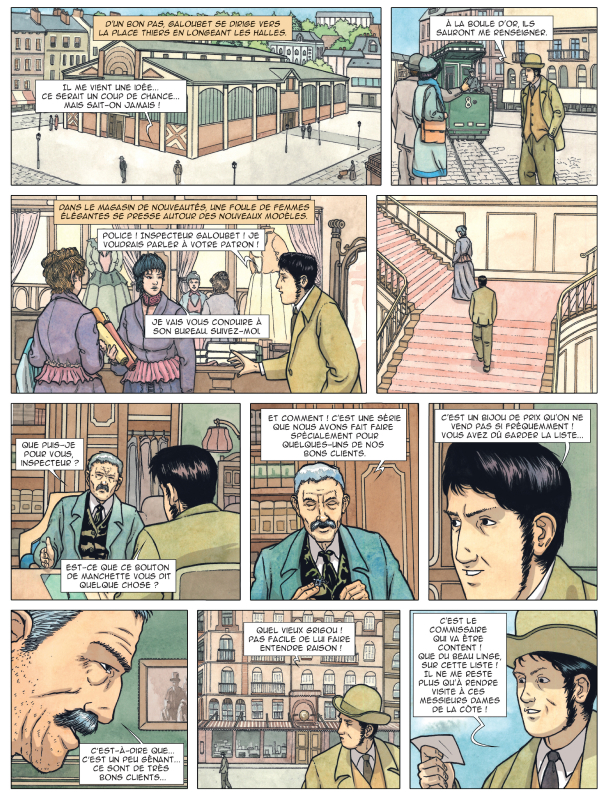 D'UN BON PAS, GALOUBET SE DIRIGE VERS
LA PLACE THIERS EN LONGEANT LES HALLES.
IL ME VIENT UNE IDÉE...
CE SERAIT UN COUP DE CHANCE...
MAIS SAIT-ON JAMAIS !
À LA BOULE D'OR, ILS
SAURONT ME RENSEIGNER.
8
DANS LE MAGASIN DE NOUVEAUTÉS, UNE FOULE DE FEMMES
ÉLÉGANTES SE PRESSE AUTOUR DES NOUVEAUX MODÈLES.
POLICE ! INSPECTEUR GALOUBET ! JE
VOUDRAIS PARLER À VOTRE PATRON !
JE VAIS VOUS CONDUIRE À
SON BUREAU. SUIVEZ-MOI.
QUE PUIS-JE
POUR VOUS,
INSPECTEUR ?
EST-CE QUE CE BOUTON
DE MANCHETTE VOUS DIT
QUELQUE CHOSE ?
ET COMMENT ! C'EST UNE SÉRIE
QUE NOUS AVONS FAIT FAIRE
SPÉCIALEMENT POUR
QUELQUES-UNS DE NOS
BONS CLIENTS.
C'EST UN BIJOU DE PRIX QU'ON NE
VEND PAS SI FRÉQUEMMENT !
VOUS AVEZ DÛ GARDER LA LISTE...
C'EST-À-DIRE QUE...
C'EST UN PEU GÊNANT...
CE SONT DE TRÈS
BONS CLIENTS...
QUEL VIEUX GRIGOU !
PAS FACILE DE LUI FAIRE
ENTENDRE RAISON !
C'EST LE
COMMISSAIRE
QUI VA ÊTRE
CONTENT !
QUE DU BEAU LINGE,
SUR CETTE LISTE !
IL NE ME RESTE
PLUS QU'À RENDRE
VISITE À CES
MESSIEURS DAMES
DE LA CÔTE !